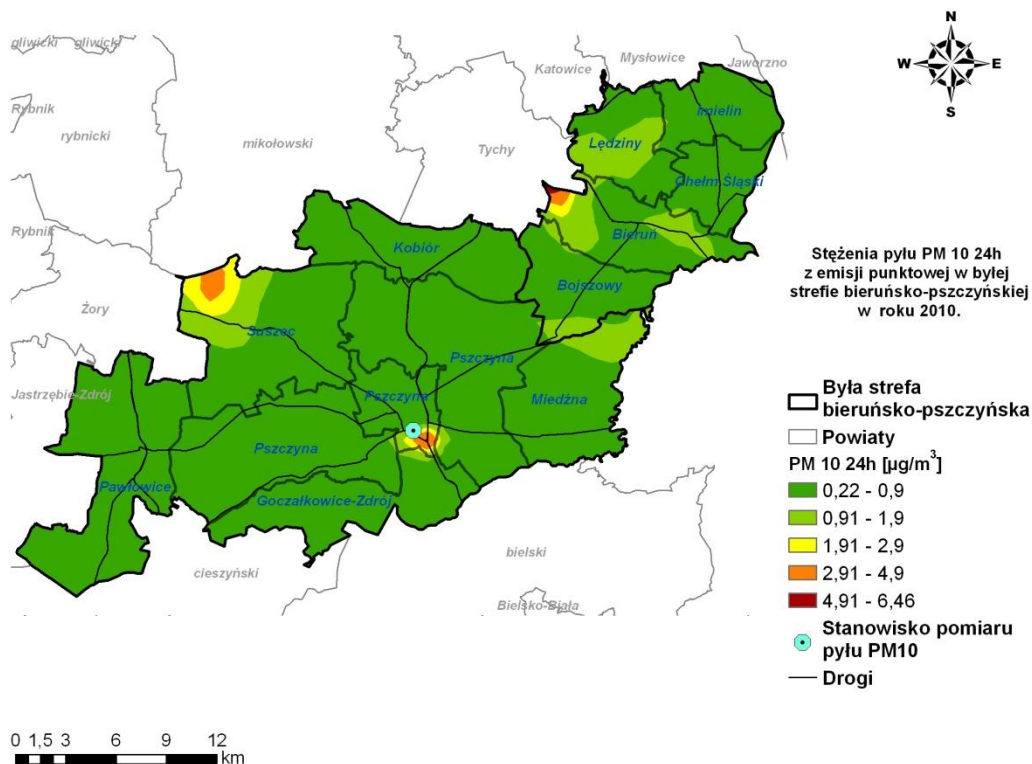 N
W E
S
gliwicki gliwicki
Mysłowice
Katowice
Jaworzno
Rybnik
rybnicki
mikołowski
Tychy
Imielin
Lędziny
Chełm Śląski
Rybnik
Kobiór
Bieruń
Bojszowy
Żory
Suszec
Pszczyna
Jastrzębie-Zdrój
Pszczyna
Miedźna
Pszczyna
Pawłowice
Goczałkowice-Zdrój
bielski
cieszyński
Bielsko-Biała
Stężenia pyłu PM 10 24h
z emisji punktowej w byłej
strefie bieruńsko-pszczyńskiej
w roku 2010.
Była strefa
bieruńsko-pszczyńska
Powiaty
PM 10 24h [µg/m³]
0,22 - 0,9
0,91 - 1,9
1,91 - 2,9
2,91 - 4,9
4,91 - 6,46
Stanowisko pomiaru
pyłu PM10
Drogi
0 1,5 3 6 9 12
km